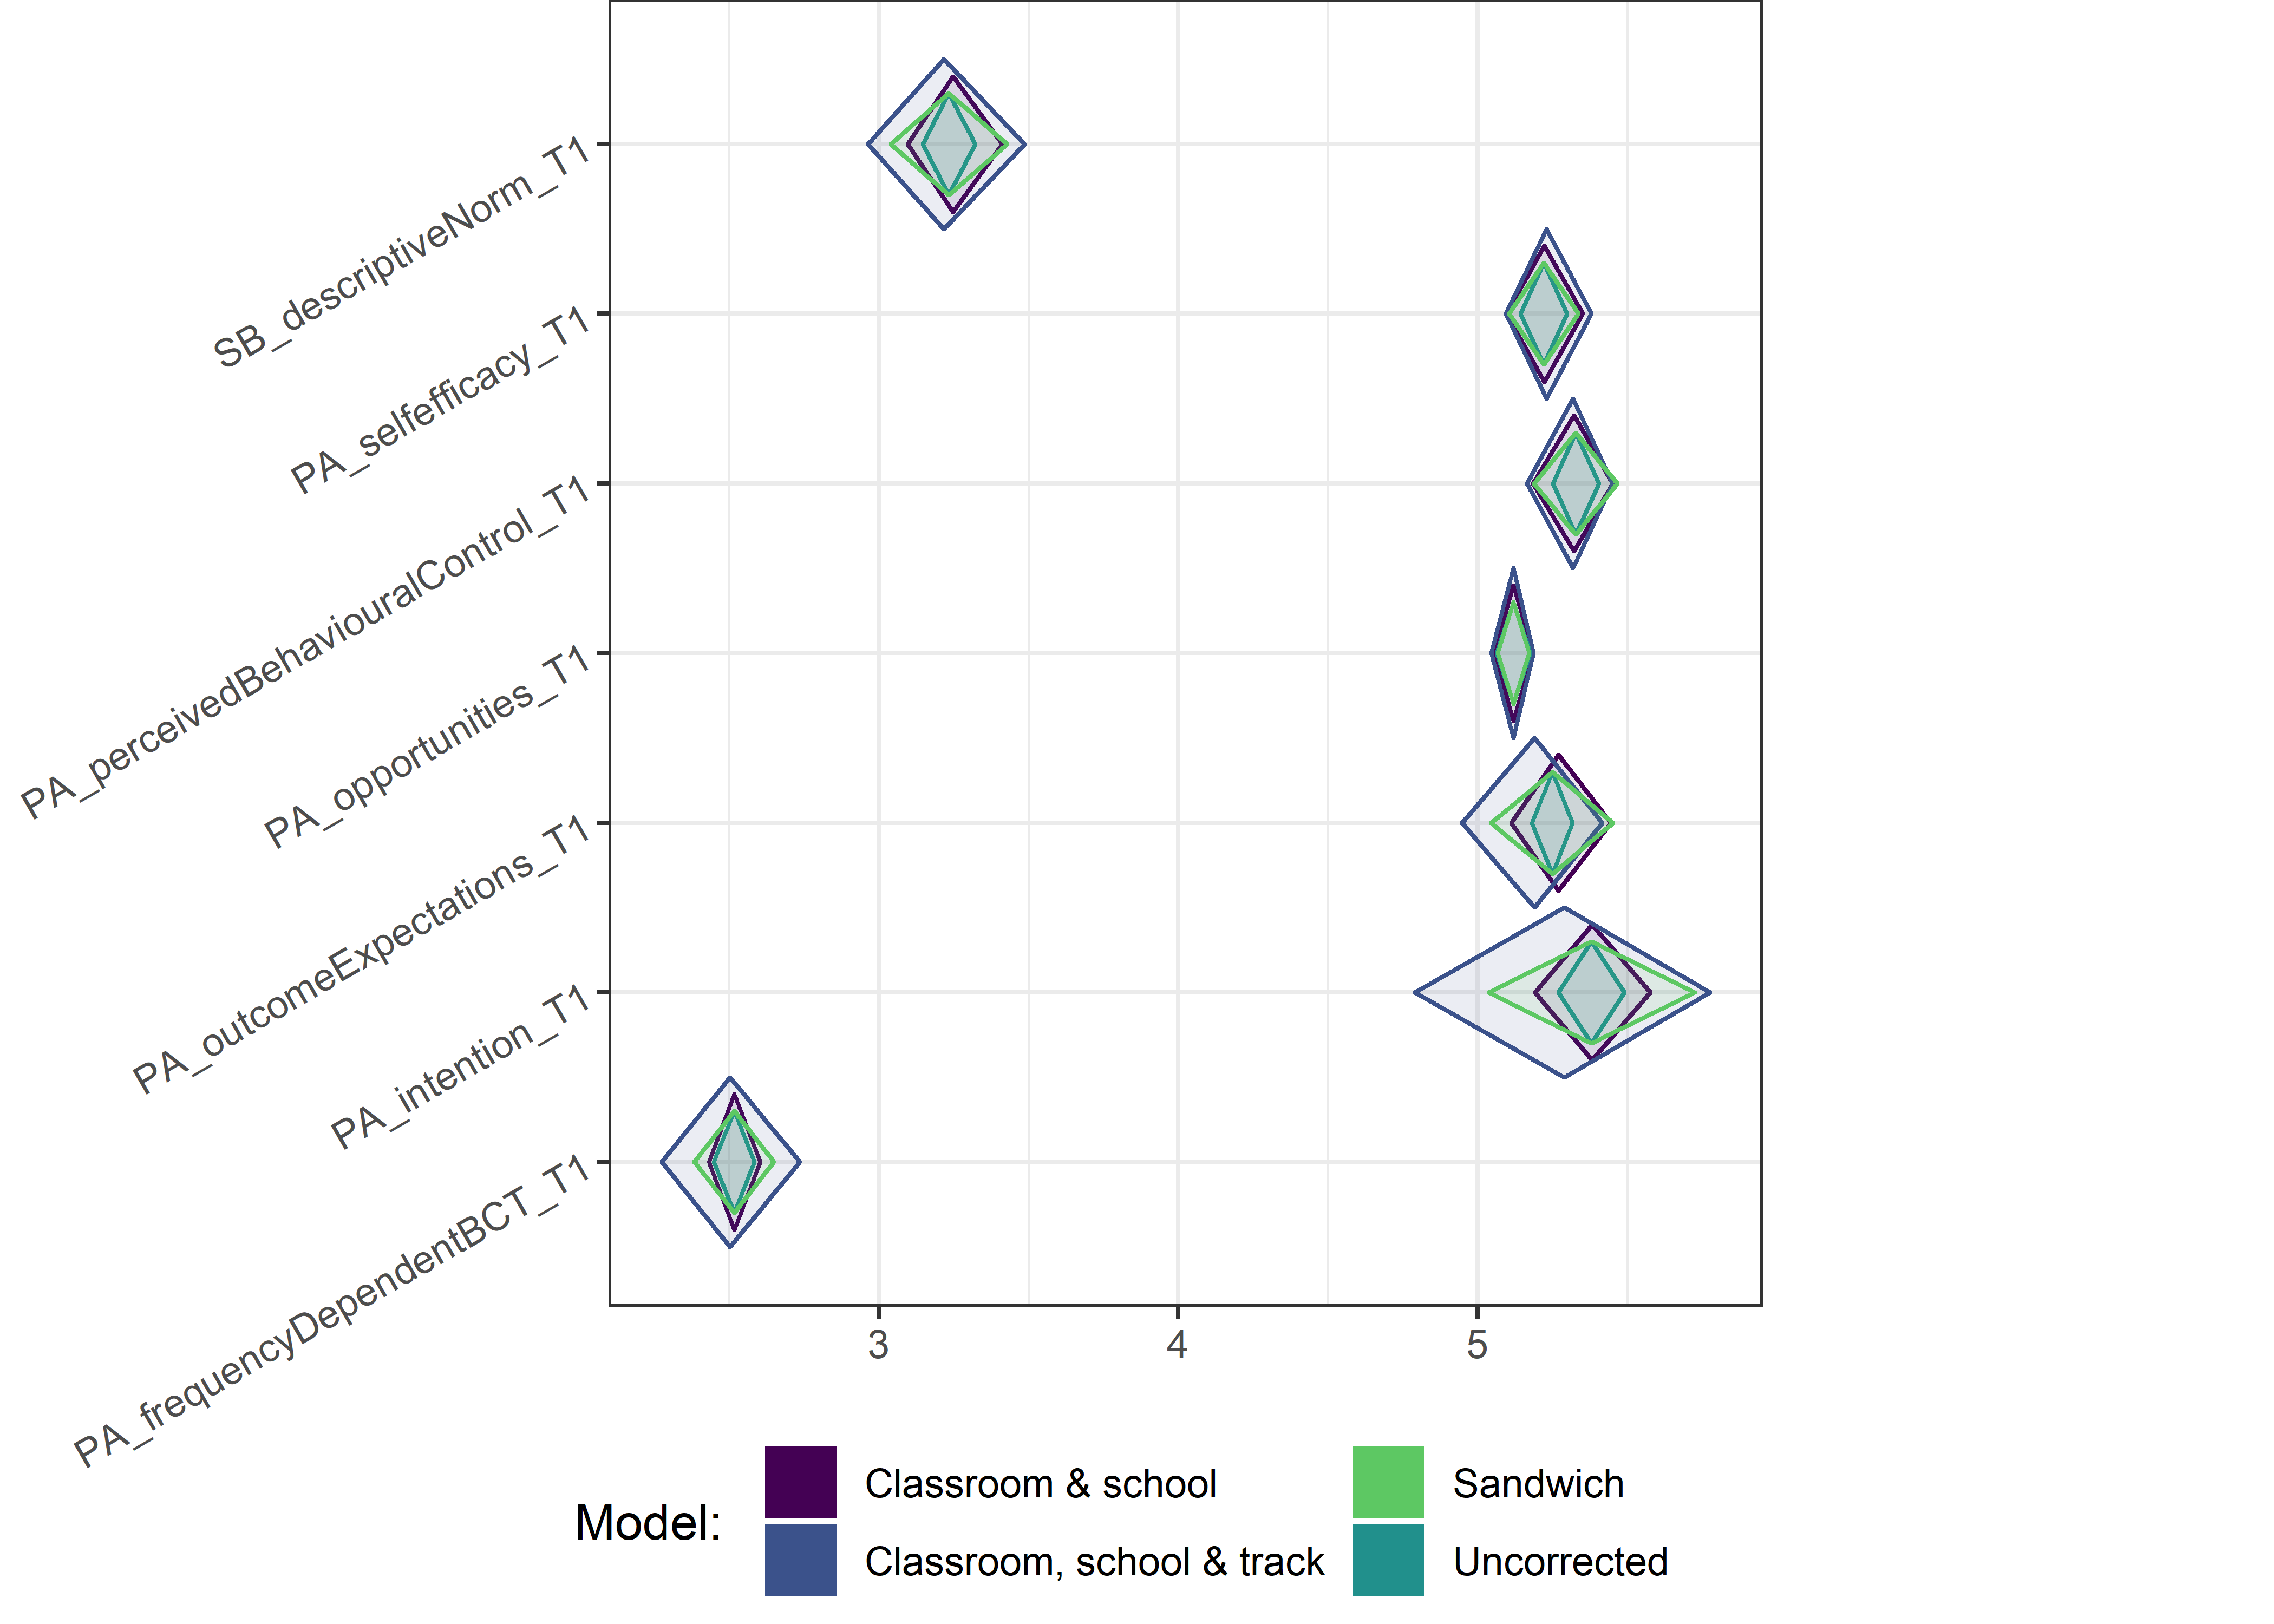 SB_descriptiveNorm_T1
PA_selfefficacy_T1
PA_perceivedBehaviouralControl_T1
PA_opportunities_T1
PA_outcomeExpectations_T1
PA_intention_T1
PA_frequencyDependentBCT_T1
3 4 5
Model:
Classroom & school
Classroom, school & track
Sandwich
Uncorrected